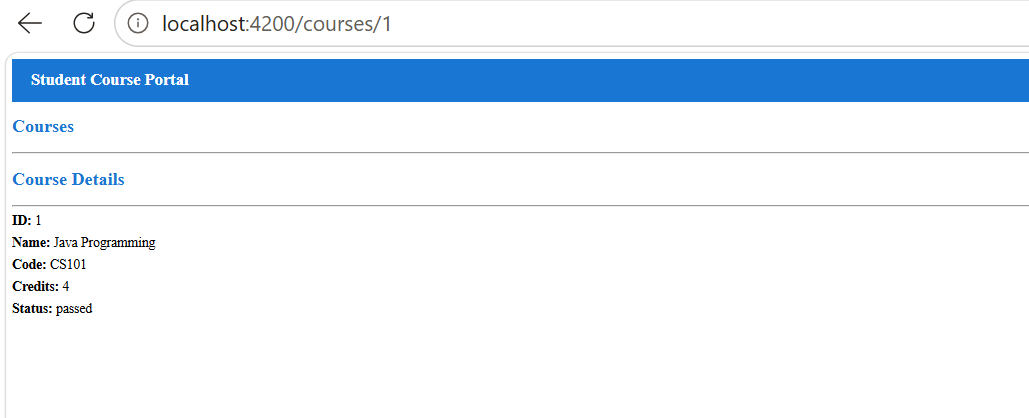 localhost:4200/courses/1
Student Course Portal
Courses
Course Details
ID: 1
Name: Java Programming
Code: CS101
Credits: 4
Status: passed